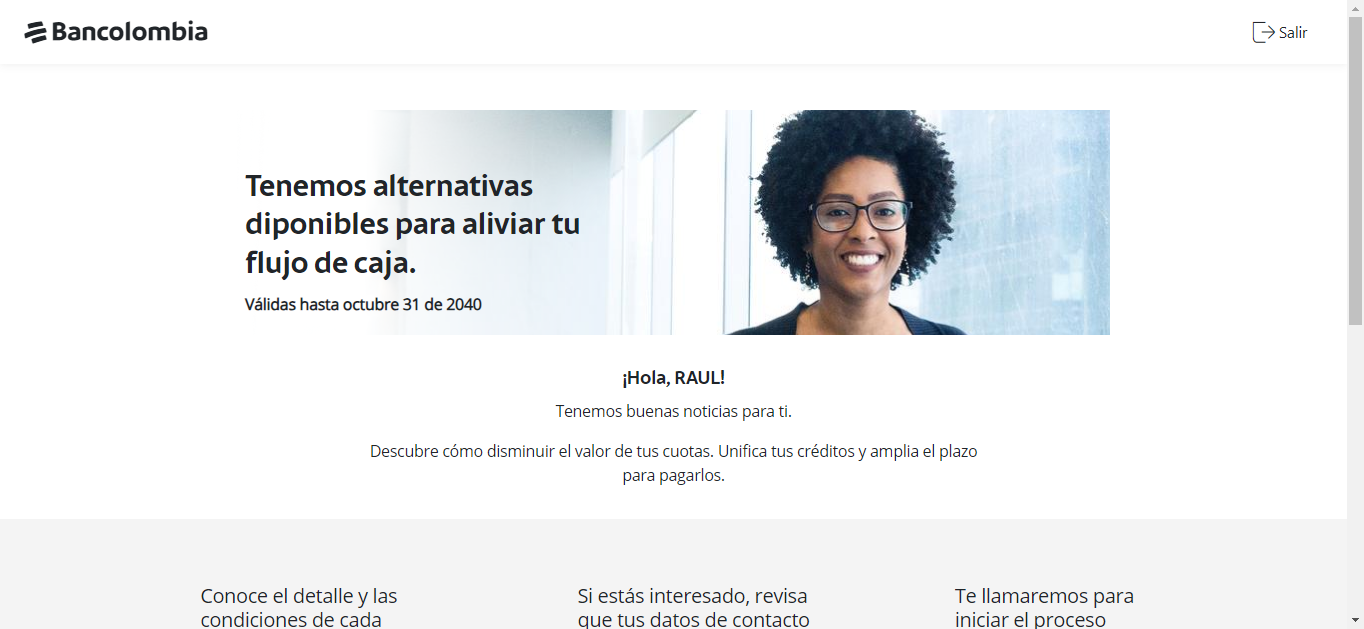 Bancolombia
Salir
Tenemos alternativas
diponibles para aliviar tu
flujo de caja.
Válidas hasta octubre 31 de 2040
¡Hola, RAUL!
Tenemos buenas noticias para ti.
Descubre cómo disminuir el valor de tus cuotas. Unifica tus créditos y amplia el plazo
para pagarlos.
Conoce el detalle y las
condiciones de cada
Si estás interesado, revisa
que tus datos de contacto
Te llamaremos para
iniciar el proceso